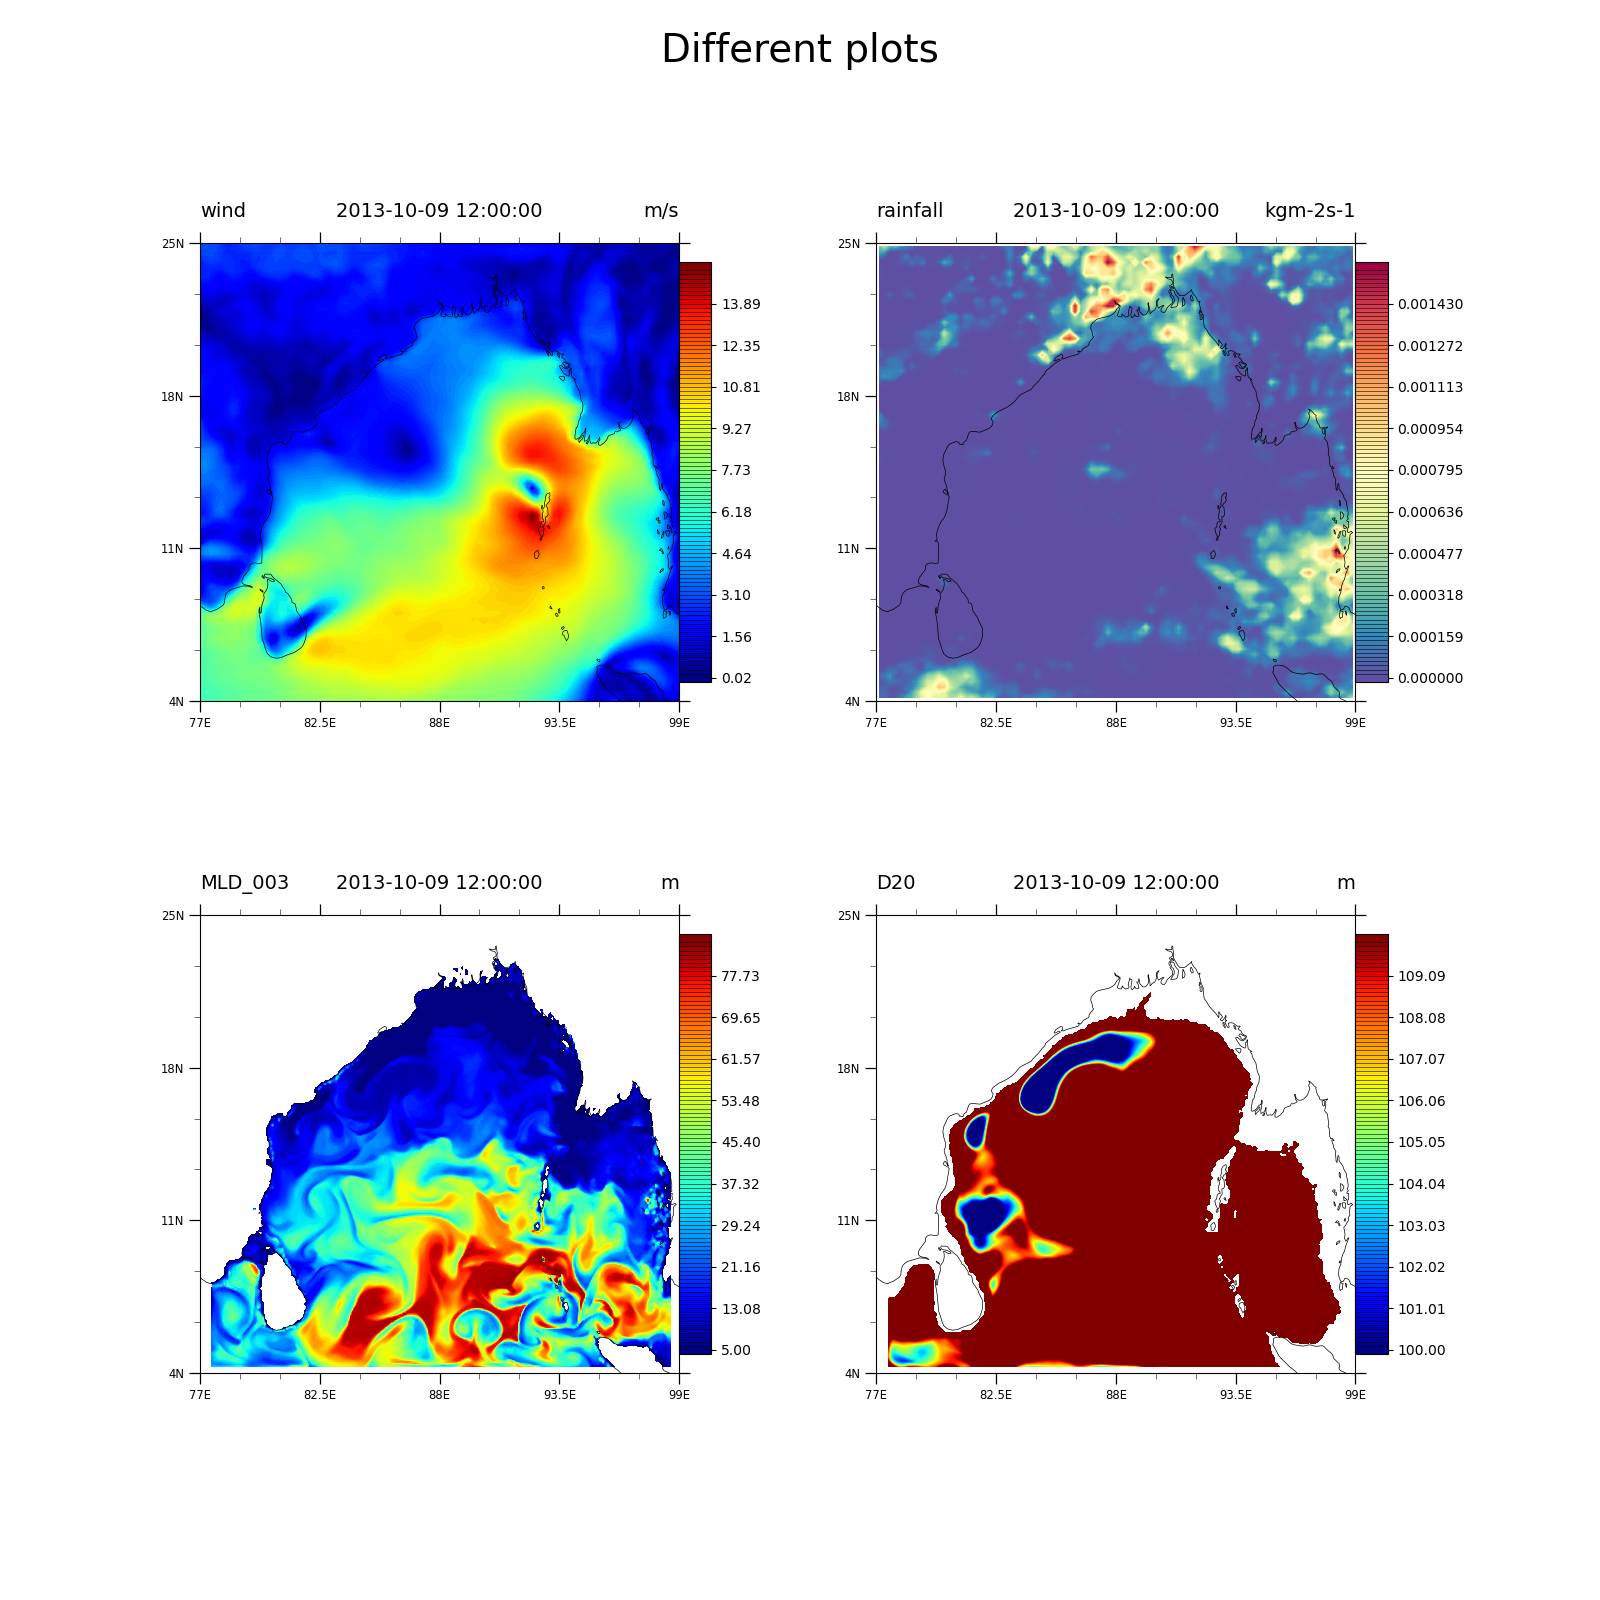 Different plots
wind 2013-10-09 12:00:00 m/s
25N
18N
11N
4N
77E 82.5E 88E 93.5E 99E
13.89
12.35
10.81
9.27
7.73
6.18
4.64
3.10
1.56
0.02
rainfall 2013-10-09 12:00:00 kgm-2s-1
25N
18N
11N
4N
77E 82.5E 88E 93.5E 99E
0.001430
0.001272
0.001113
0.000954
0.000795
0.000636
0.000477
0.000318
0.000159
0.000000
MLD_003 2013-10-09 12:00:00 m
25N
18N
11N
4N
77E 82.5E 88E 93.5E 99E
77.73
69.65
61.57
53.48
45.40
37.32
29.24
21.16
13.08
5.00
D20 2013-10-09 12:00:00 m
25N
18N
11N
4N
77E 82.5E 88E 93.5E 99E
109.09
108.08
107.07
106.06
105.05
104.04
103.03
102.02
101.01
100.00